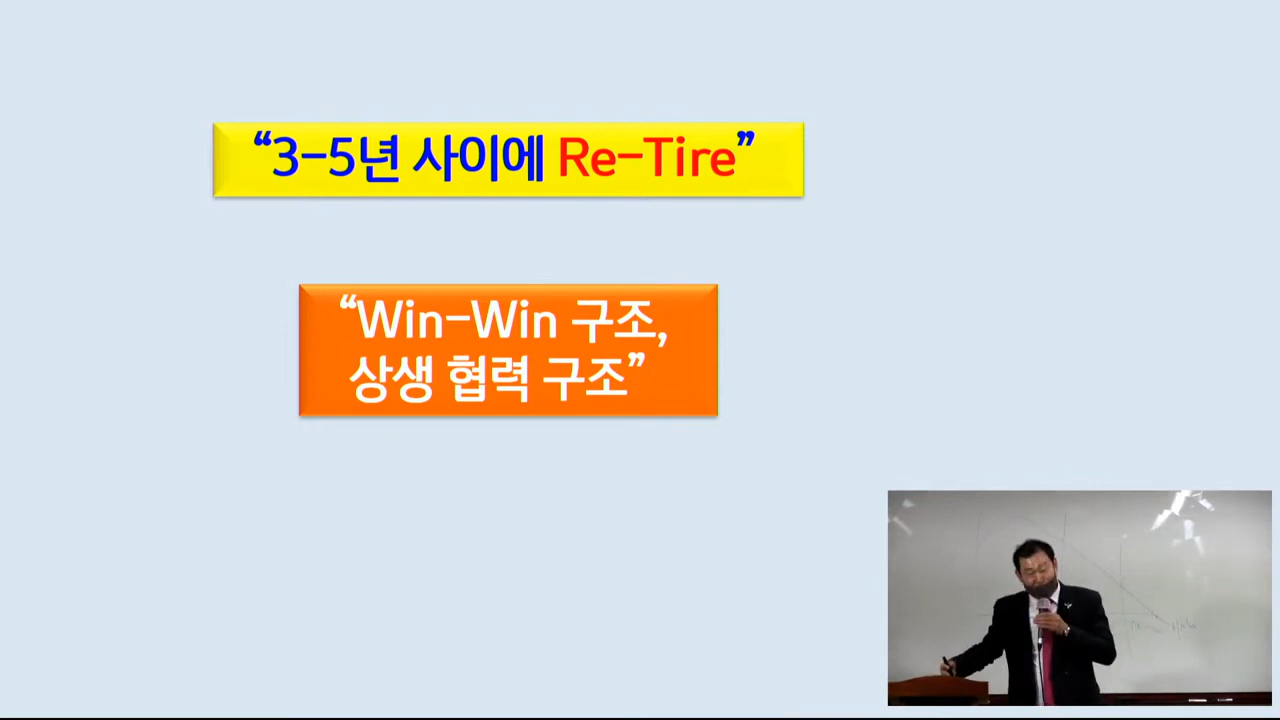 “3-5년 사이에 Re-Tire”
“Win-Win 구조,
상생 협력 구조”